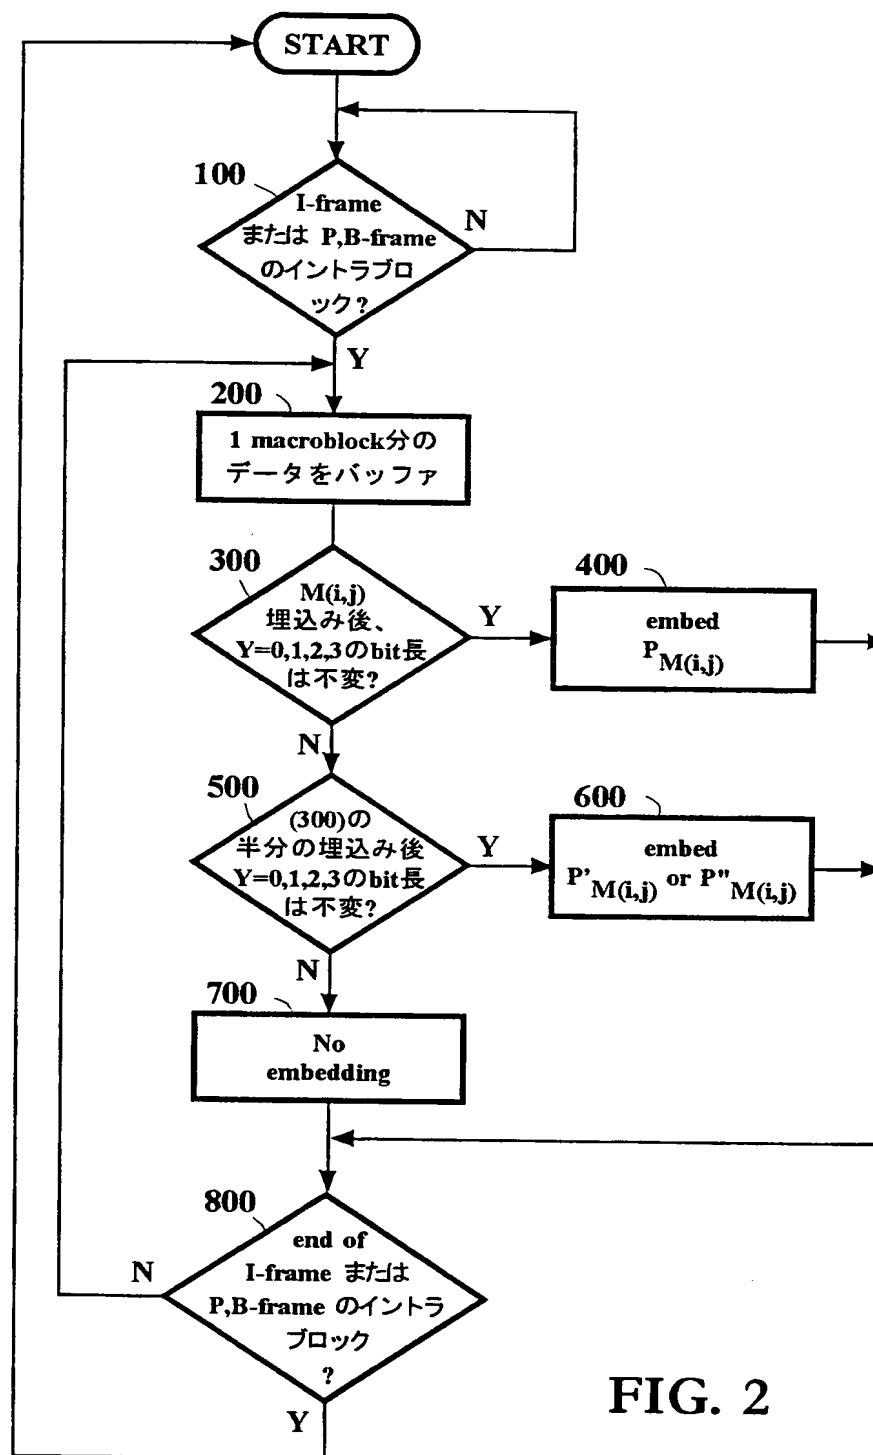 START
100
I-frame
または P,B-frame
のイントラブロ
ック?
N
Y
200
1 macroblock分の
データをバッファ
300
M(i,j)
埋込み後、
Y=0,1,2,3のbit長
は不変?
Y
400
embed
P M(i,j)
N
500
(300)の
半分の埋込み後
Y=0,1,2,3のbit長
は不変?
Y
600
embed
P'M(i,j) or P"M(i,j)
N
700
No
embedding
800
end of
I-frame または
P,B-frame のイントラ
ブロック
?
N
Y
FIG. 2